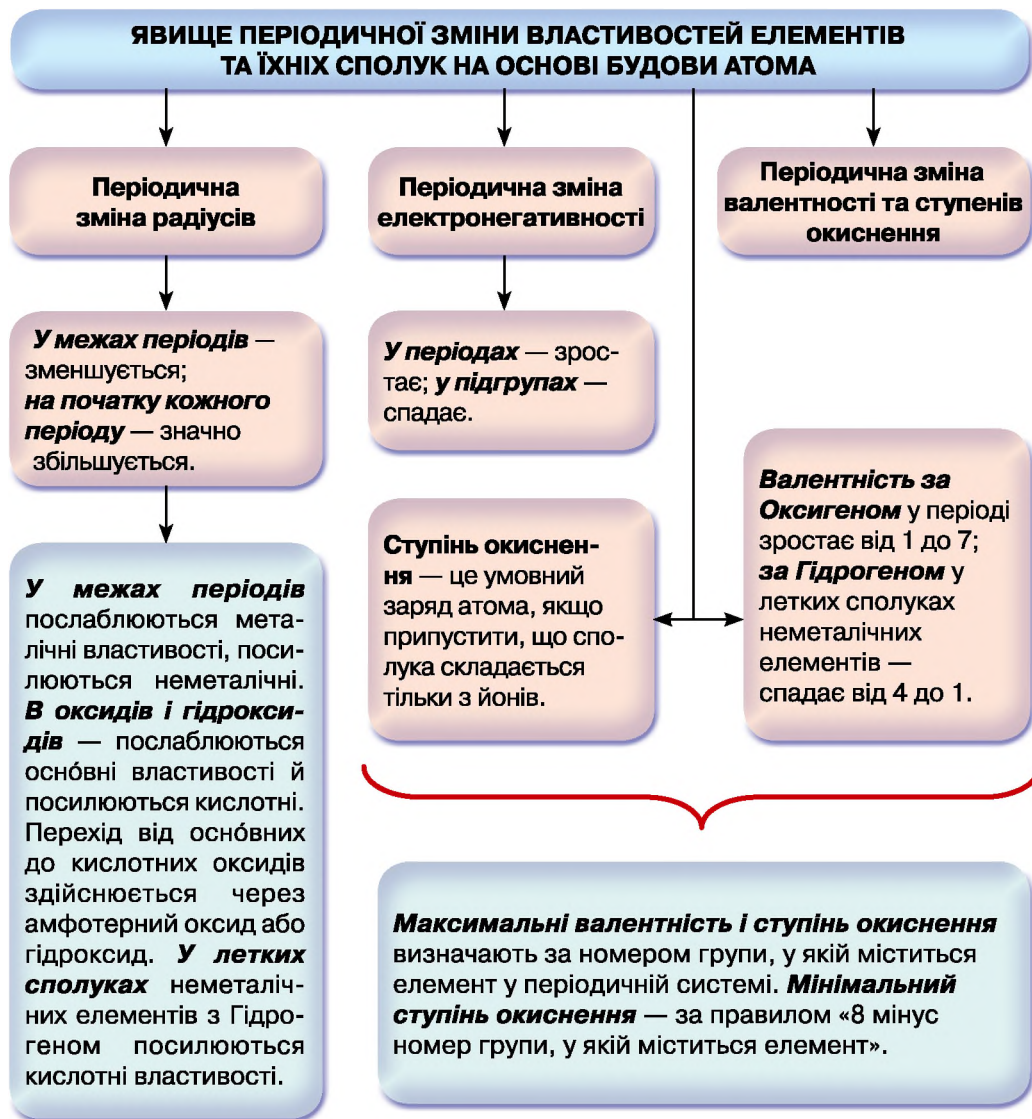 ЯВИЩЕ ПЕРІОДИЧНОЇ ЗМІНИ ВЛАСТИВОСТЕЙ ЕЛЕМЕНТІВ
ТА ЇХНІХ СПОЛУК НА ОСНОВІ БУДОВИ АТОМА
Періодична
зміна радіусів
Періодична зміна
електронегативності
Періодична зміна
валентності та ступенів
окиснення
У межах періодів —
зменшується;
на початку кожного
періоду — значно
збільшується.
У періодах — зрос-
тає; у підгрупах —
спадає.
Ступінь окиснен-
ня — це умовний
заряд атома, якщо
припустити, що спо-
лука складається
тільки з йонів.
Валентність за
Оксигеном у періоді
зростає від 1 до 7;
за Гідрогеном у
летких сполуках
неметалічних
елементів —
спадає від 4 до 1.
У межах періодів
послаблюються мета-
лічні властивості, поси-
люються неметалічні.
В оксидів і гідрокси-
дів — послаблюються
осно́вні властивості й
посилюються кислотні.
Перехід від осно́вних
до кислотних оксидів
здійснюється через
амфотерний оксид або
гідроксид. У летких
сполуках неметаліч-
них елементів з Гідро-
геном посилюються
кислотні властивості.
Максимальні валентність і ступінь окиснення
визначають за номером групи, у якій міститься
елемент у періодичній системі. Мінімальний
ступінь окиснення — за правилом «8 мінус
номер групи, у якій міститься елемент».